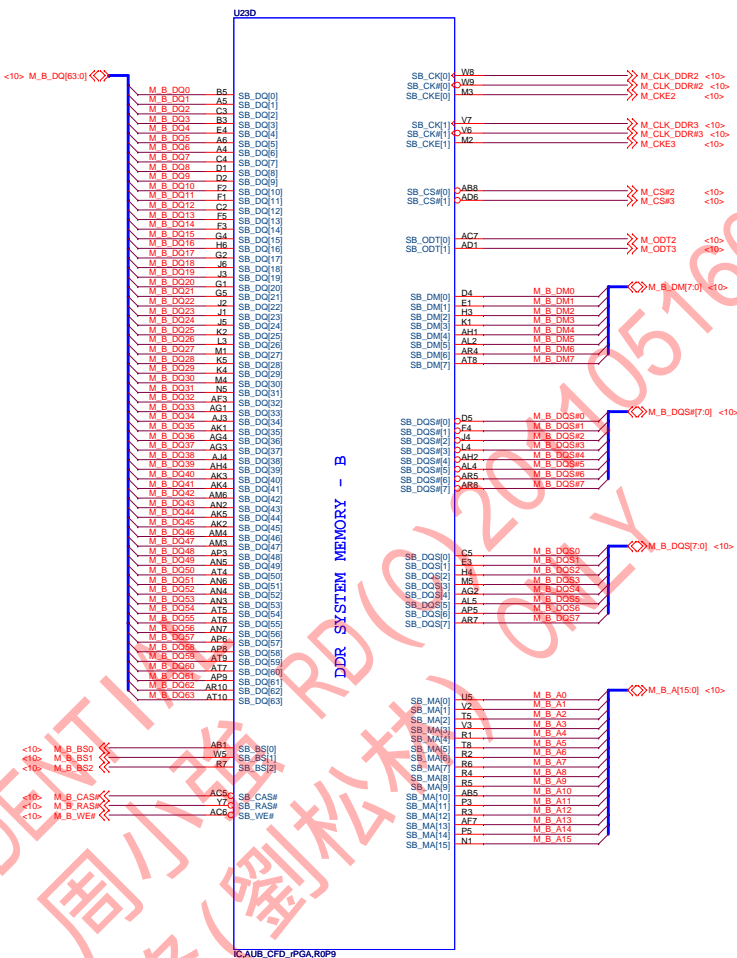 U23D
<10> M_B_DQ[63:0]
M_B_DQ0 B5 SB_DQ[0]
M_B_DQ1 A5 SB_DQ[1]
M_B_DQ2 C3 SB_DQ[2]
M_B_DQ3 B3 SB_DQ[3]
M_B_DQ4 E4 SB_DQ[4]
M_B_DQ5 A6 SB_DQ[5]
M_B_DQ6 A4 SB_DQ[6]
M_B_DQ7 C4 SB_DQ[7]
M_B_DQ8 D1 SB_DQ[8]
M_B_DQ9 D2 SB_DQ[9]
M_B_DQ10 F2 SB_DQ[10]
M_B_DQ11 F1 SB_DQ[11]
M_B_DQ12 C2 SB_DQ[12]
M_B_DQ13 F5 SB_DQ[13]
M_B_DQ14 F3 SB_DQ[14]
M_B_DQ15 G4 SB_DQ[15]
M_B_DQ16 H6 SB_DQ[16]
M_B_DQ17 G2 SB_DQ[17]
M_B_DQ18 J6 SB_DQ[18]
M_B_DQ19 J3 SB_DQ[19]
M_B_DQ20 G1 SB_DQ[20]
M_B_DQ21 G5 SB_DQ[21]
M_B_DQ22 J2 SB_DQ[22]
M_B_DQ23 J1 SB_DQ[23]
M_B_DQ24 J5 SB_DQ[24]
M_B_DQ25 K2 SB_DQ[25]
M_B_DQ26 L3 SB_DQ[26]
M_B_DQ27 M1 SB_DQ[27]
M_B_DQ28 K5 SB_DQ[28]
M_B_DQ29 K4 SB_DQ[29]
M_B_DQ30 M4 SB_DQ[30]
M_B_DQ31 N5 SB_DQ[31]
M_B_DQ32 AF3 SB_DQ[32]
M_B_DQ33 AG1 SB_DQ[33]
M_B_DQ34 AJ3 SB_DQ[34]
M_B_DQ35 AK1 SB_DQ[35]
M_B_DQ36 AG4 SB_DQ[36]
M_B_DQ37 AG3 SB_DQ[37]
M_B_DQ38 AJ4 SB_DQ[38]
M_B_DQ39 AH4 SB_DQ[39]
M_B_DQ40 AK3 SB_DQ[40]
M_B_DQ41 AK4 SB_DQ[41]
M_B_DQ42 AM6 SB_DQ[42]
M_B_DQ43 AN2 SB_DQ[43]
M_B_DQ44 AK5 SB_DQ[44]
M_B_DQ45 AK2 SB_DQ[45]
M_B_DQ46 AM4 SB_DQ[46]
M_B_DQ47 AM3 SB_DQ[47]
M_B_DQ48 AP3 SB_DQ[48]
M_B_DQ49 AN5 SB_DQ[49]
M_B_DQ50 AT4 SB_DQ[50]
M_B_DQ51 AN6 SB_DQ[51]
M_B_DQ52 AN4 SB_DQ[52]
M_B_DQ53 AN3 SB_DQ[53]
M_B_DQ54 AT5 SB_DQ[54]
M_B_DQ55 AT6 SB_DQ[55]
M_B_DQ56 AN7 SB_DQ[56]
M_B_DQ57 AP6 SB_DQ[57]
M_B_DQ58 AP8 SB_DQ[58]
M_B_DQ59 AT9 SB_DQ[59]
M_B_DQ60 AT7 SB_DQ[60]
M_B_DQ61 AP9 SB_DQ[61]
M_B_DQ62 AR10 SB_DQ[62]
M_B_DQ63 AT10 SB_DQ[63]
<10> M_B_BS0 AB1 SB_BS[0]
<10> M_B_BS1 W5 SB_BS[1]
<10> M_B_BS2 R7 SB_BS[2]
<10> M_B_CAS# AC5 SB_CAS#
<10> M_B_RAS# Y7 SB_RAS#
<10> M_B_WE# AC6 SB_WE#
DDR SYSTEM MEMORY - B
SB_CK[0] W8 M_CLK_DDR2 <10>
SB_CK#[0] W9 M_CLK_DDR#2 <10>
SB_CKE[0] M3 M_CKE2 <10>
SB_CK[1] V7 M_CLK_DDR3 <10>
SB_CK#[1] V6 M_CLK_DDR#3 <10>
SB_CKE[1] M2 M_CKE3 <10>
SB_CS#[0] AB8 M_CS#2 <10>
SB_CS#[1] AD6 M_CS#3 <10>
SB_ODT[0] AC7 M_ODT2 <10>
SB_ODT[1] AD1 M_ODT3 <10>
M_B_DM[7:0] <10>
SB_DM[0] D4 M_B_DM0
SB_DM[1] E1 M_B_DM1
SB_DM[2] H3 M_B_DM2
SB_DM[3] K1 M_B_DM3
SB_DM[4] AH1 M_B_DM4
SB_DM[5] AL2 M_B_DM5
SB_DM[6] AR4 M_B_DM6
SB_DM[7] AT8 M_B_DM7
M_B_DQS#[7:0] <10>
SB_DQS#[0] D5 M_B_DQS#0
SB_DQS#[1] F4 M_B_DQS#1
SB_DQS#[2] J4 M_B_DQS#2
SB_DQS#[3] L4 M_B_DQS#3
SB_DQS#[4] AH2 M_B_DQS#4
SB_DQS#[5] AL4 M_B_DQS#5
SB_DQS#[6] AR5 M_B_DQS#6
SB_DQS#[7] AR8 M_B_DQS#7
M_B_DQS[7:0] <10>
SB_DQS[0] C5 M_B_DQS0
SB_DQS[1] E3 M_B_DQS1
SB_DQS[2] H4 M_B_DQS2
SB_DQS[3] M5 M_B_DQS3
SB_DQS[4] AG2 M_B_DQS4
SB_DQS[5] AL5 M_B_DQS5
SB_DQS[6] AP5 M_B_DQS6
SB_DQS[7] AR7 M_B_DQS7
M_B_A[15:0] <10>
SB_MA[0] U5 M_B_A0
SB_MA[1] V2 M_B_A1
SB_MA[2] T5 M_B_A2
SB_MA[3] V3 M_B_A3
SB_MA[4] R1 M_B_A4
SB_MA[5] T8 M_B_A5
SB_MA[6] R2 M_B_A6
SB_MA[7] R6 M_B_A7
SB_MA[8] R4 M_B_A8
SB_MA[9] R5 M_B_A9
SB_MA[10] AB5 M_B_A10
SB_MA[11] P3 M_B_A11
SB_MA[12] R3 M_B_A12
SB_MA[13] AF7 M_B_A13
SB_MA[14] P5 M_B_A14
SB_MA[15] N1 M_B_A15
IC,AUB_CFD_rPGA,R0P9
周小強
(劉松林) ONLY